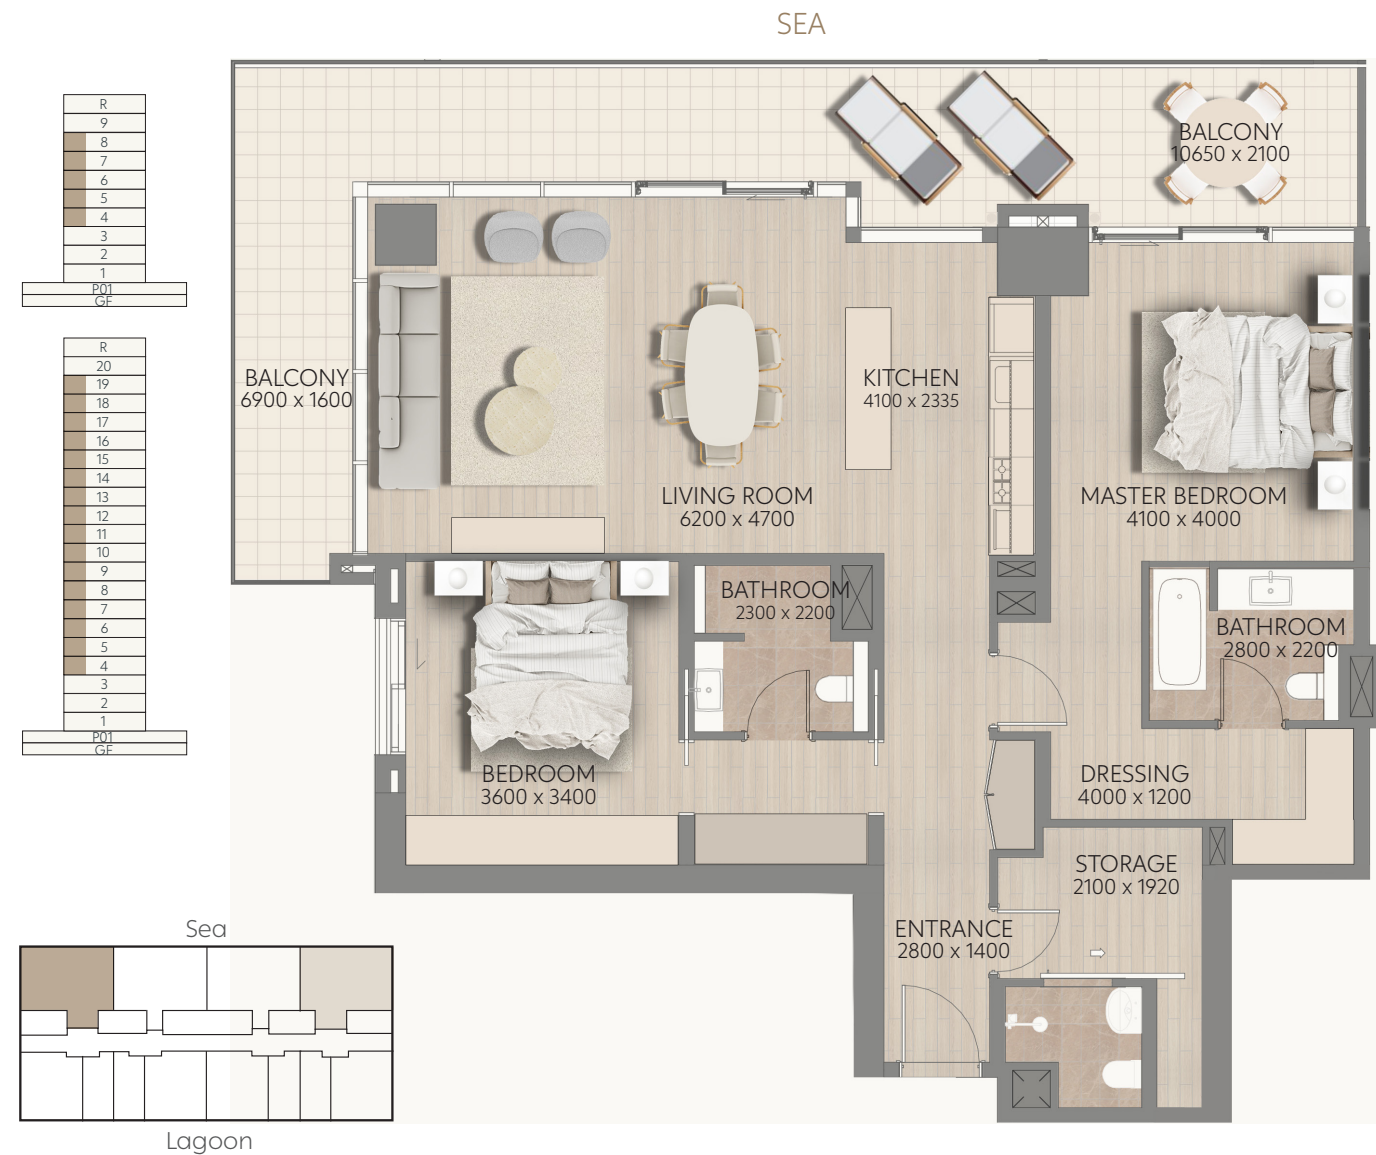 SEA
R
9
8
7
6
5
4
3
2
1
P01
GF
R
20
19
18
17
16
15
14
13
12
11
10
9
8
7
6
5
4
3
2
1
P01
GF
BALCONY
10650 x 2100
BALCONY
6900 x 1600
KITCHEN
4100 x 2335
LIVING ROOM
6200 x 4700
MASTER BEDROOM
4100 x 4000
BATHROOM
2300 x 2200
BATHROOM
2800 x 2200
BEDROOM
3600 x 3400
DRESSING
4000 x 1200
STORAGE
2100 x 1920
ENTRANCE
2800 x 1400
Sea
Lagoon